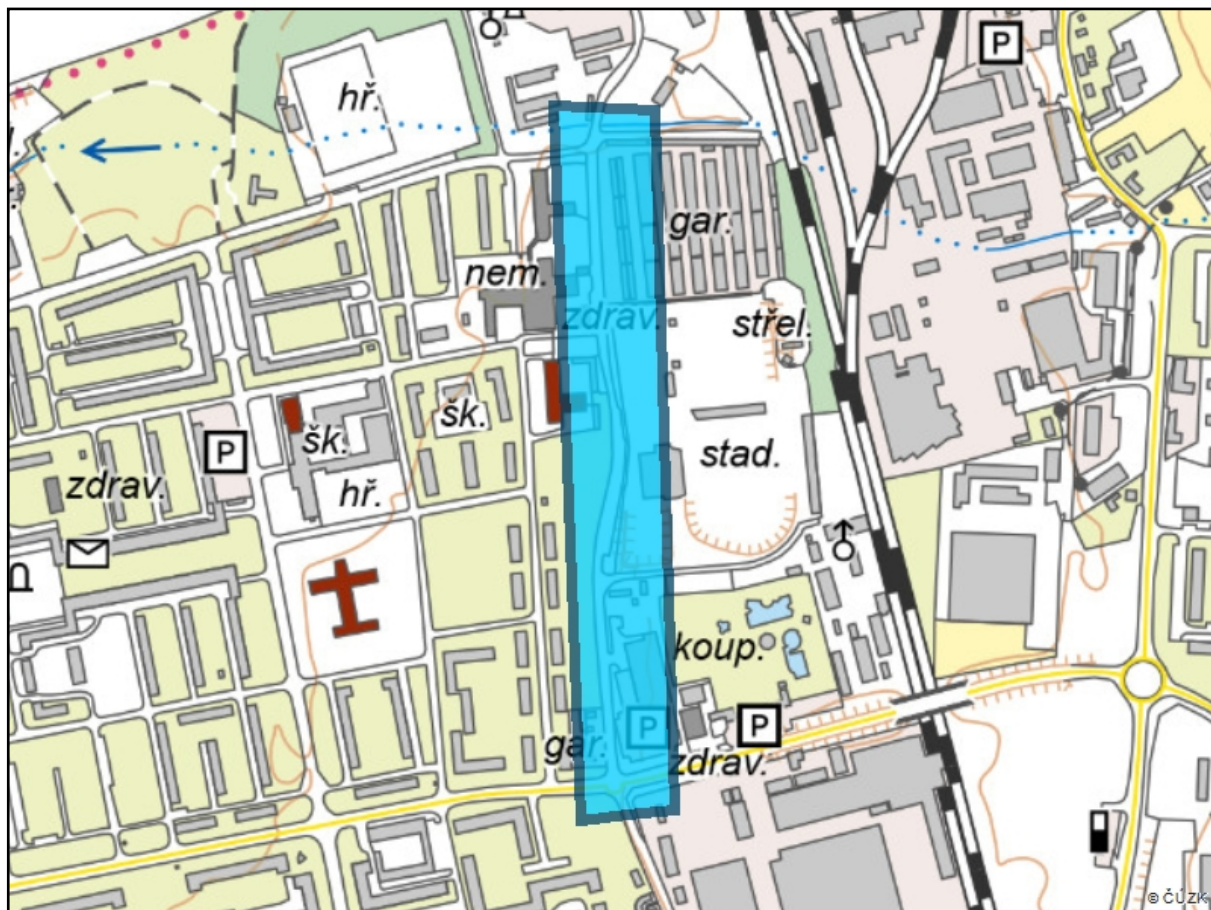 P
hř.
gar.
nem.
zdrav.
střel.
šk.
šk.
stad.
P
zdrav.
hř.
koup.
P
P
gar.
zdrav.
© ČÚZK